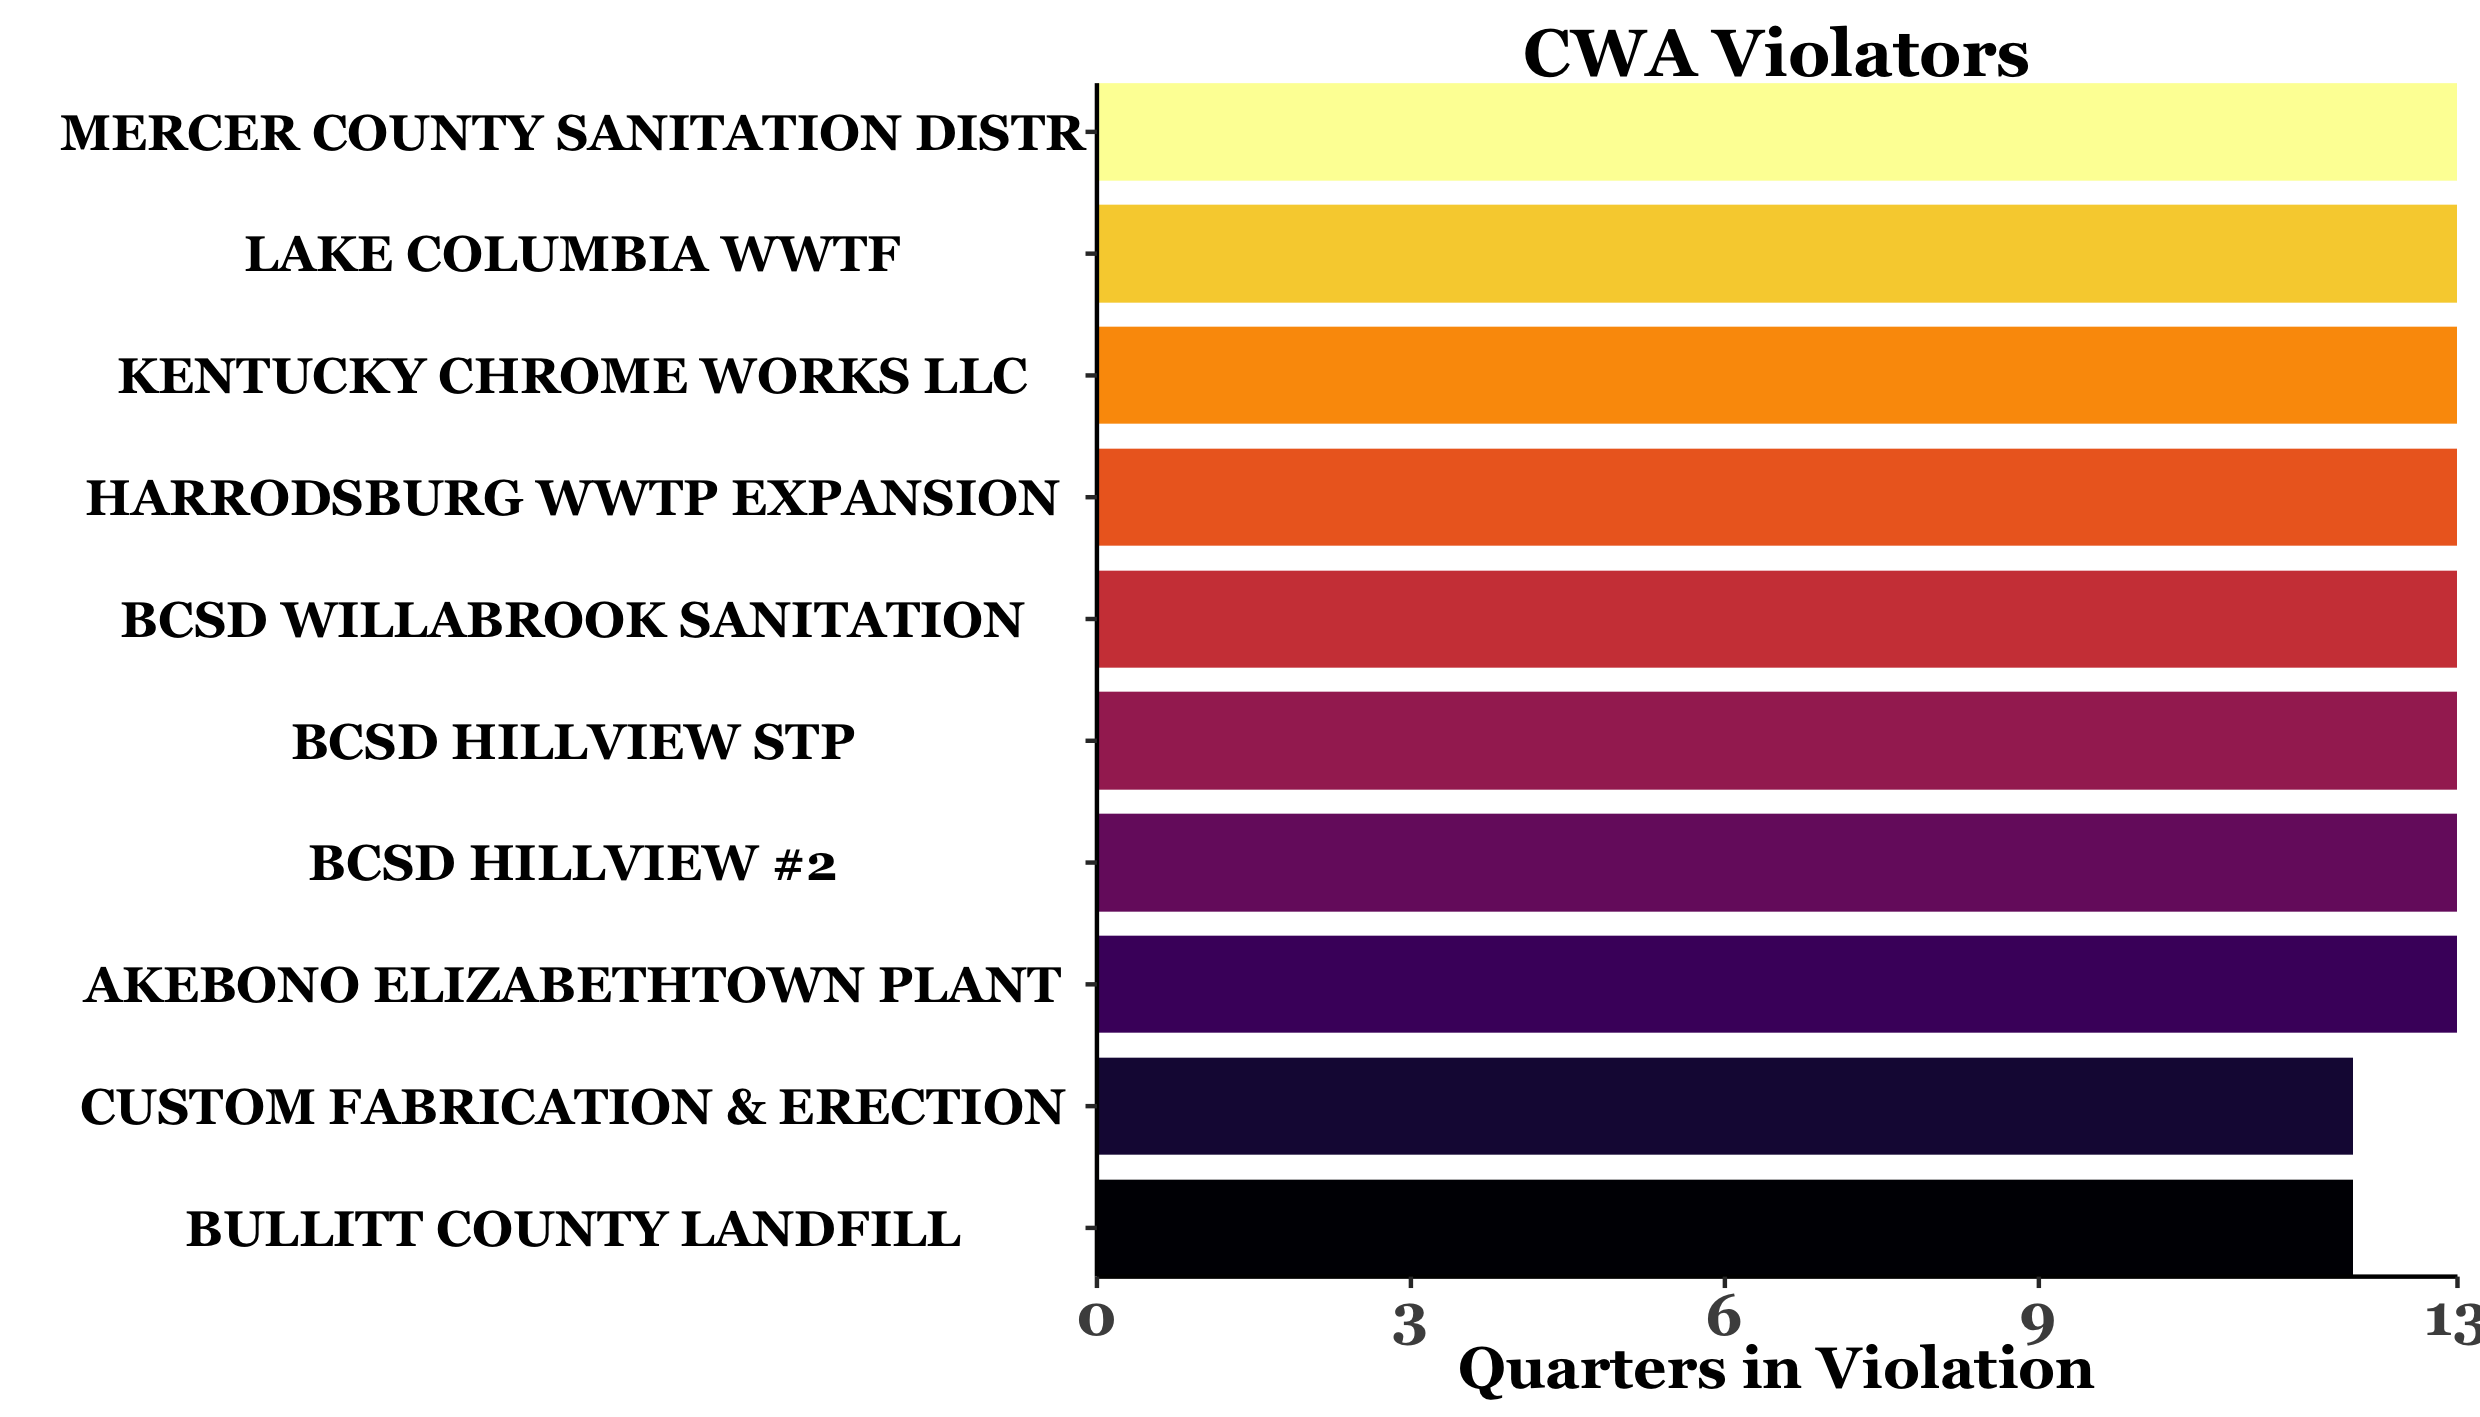 CWA Violators
MERCER COUNTY SANITATION DISTR
LAKE COLUMBIA WWTF
KENTUCKY CHROME WORKS LLC
HARRODSBURG WWTP EXPANSION
BCSD WILLABROOK SANITATION
BCSD HILLVIEW STP
BCSD HILLVIEW #2
AKEBONO ELIZABETHTOWN PLANT
CUSTOM FABRICATION & ERECTION
BULLITT COUNTY LANDFILL
0 3 6 9 13
Quarters in Violation